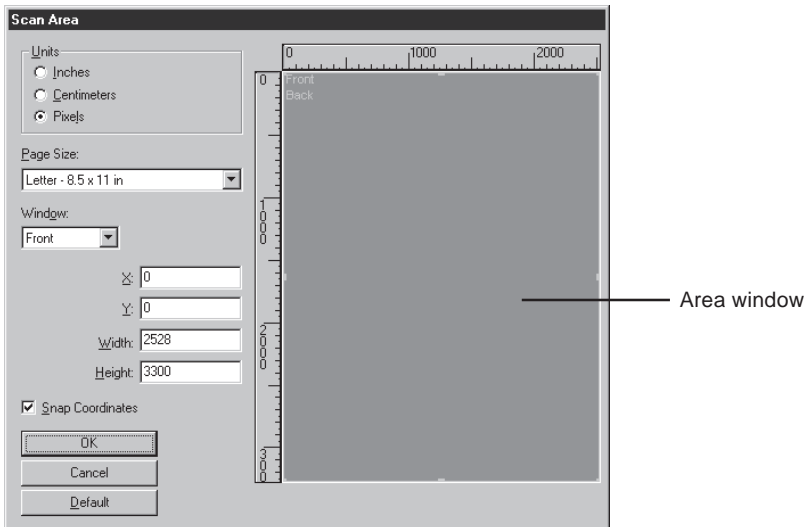 Scan Area
Units
Inches
Centimeters
Pixels
Page Size:
Letter - 8.5 x 11 in
Window:
Front
X: 0
Y: 0
Width: 2528
Height: 3300
Snap Coordinates
OK
Cancel
Default
0 1000 2000
0
1000
2000
300
Front
Back
Area window